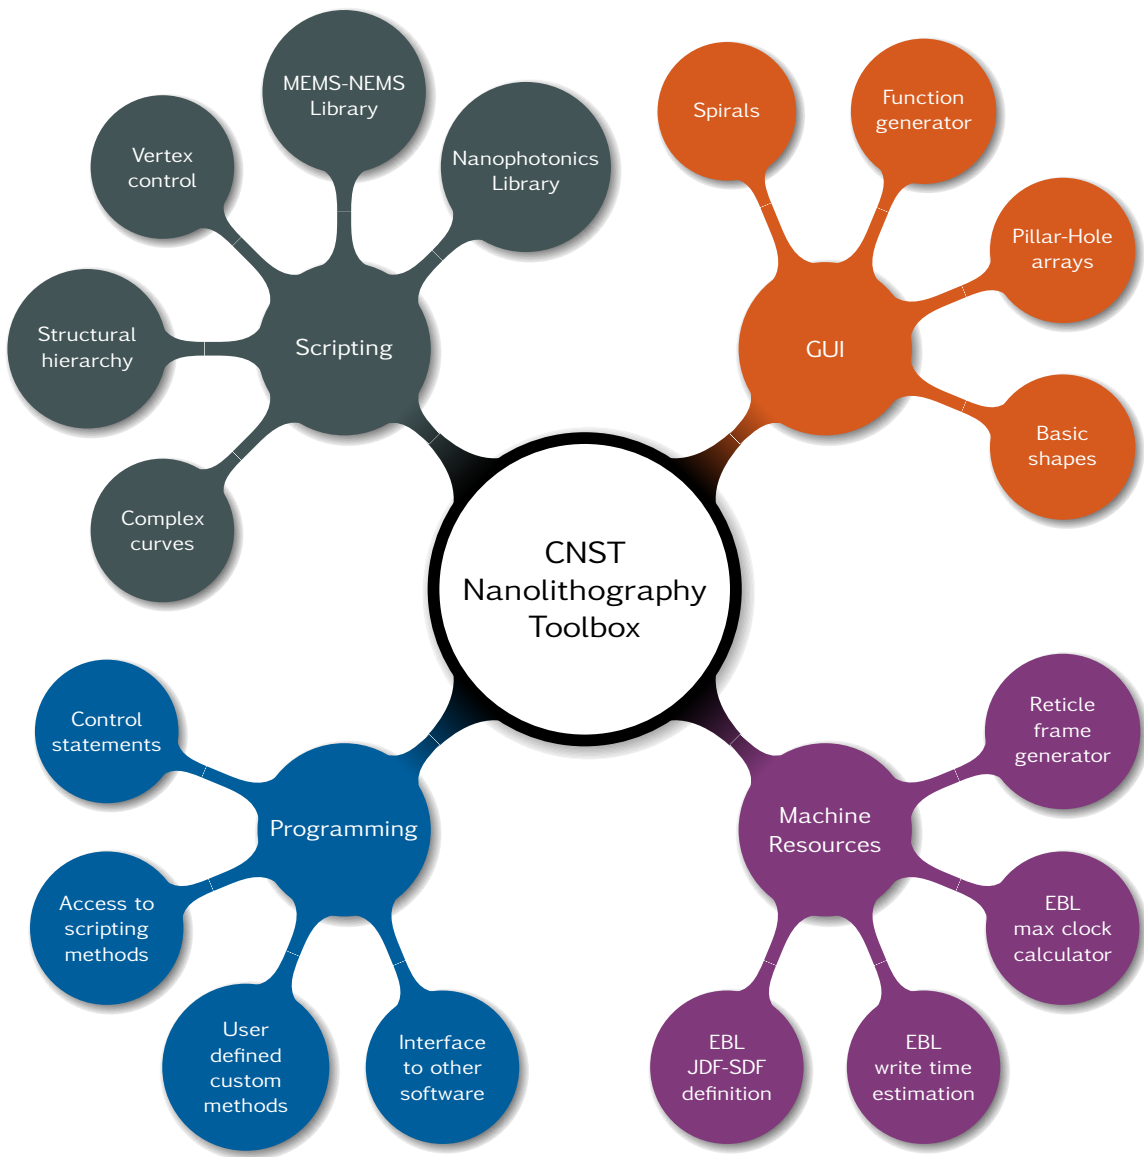 MEMS-NEMS
Library
Nanophotonics
Library
Vertex
control
Structural
hierarchy
Scripting
Complex
curves
Spirals
Function
generator
Pillar-Hole
arrays
GUI
Basic
shapes
CNST
Nanolithography
Toolbox
Control
statements
Programming
Access to
scripting
methods
User
defined
custom
methods
Interface
to other
software
Reticle
frame
generator
Machine
Resources
EBL
max clock
calculator
EBL
JDF-SDF
definition
EBL
write time
estimation